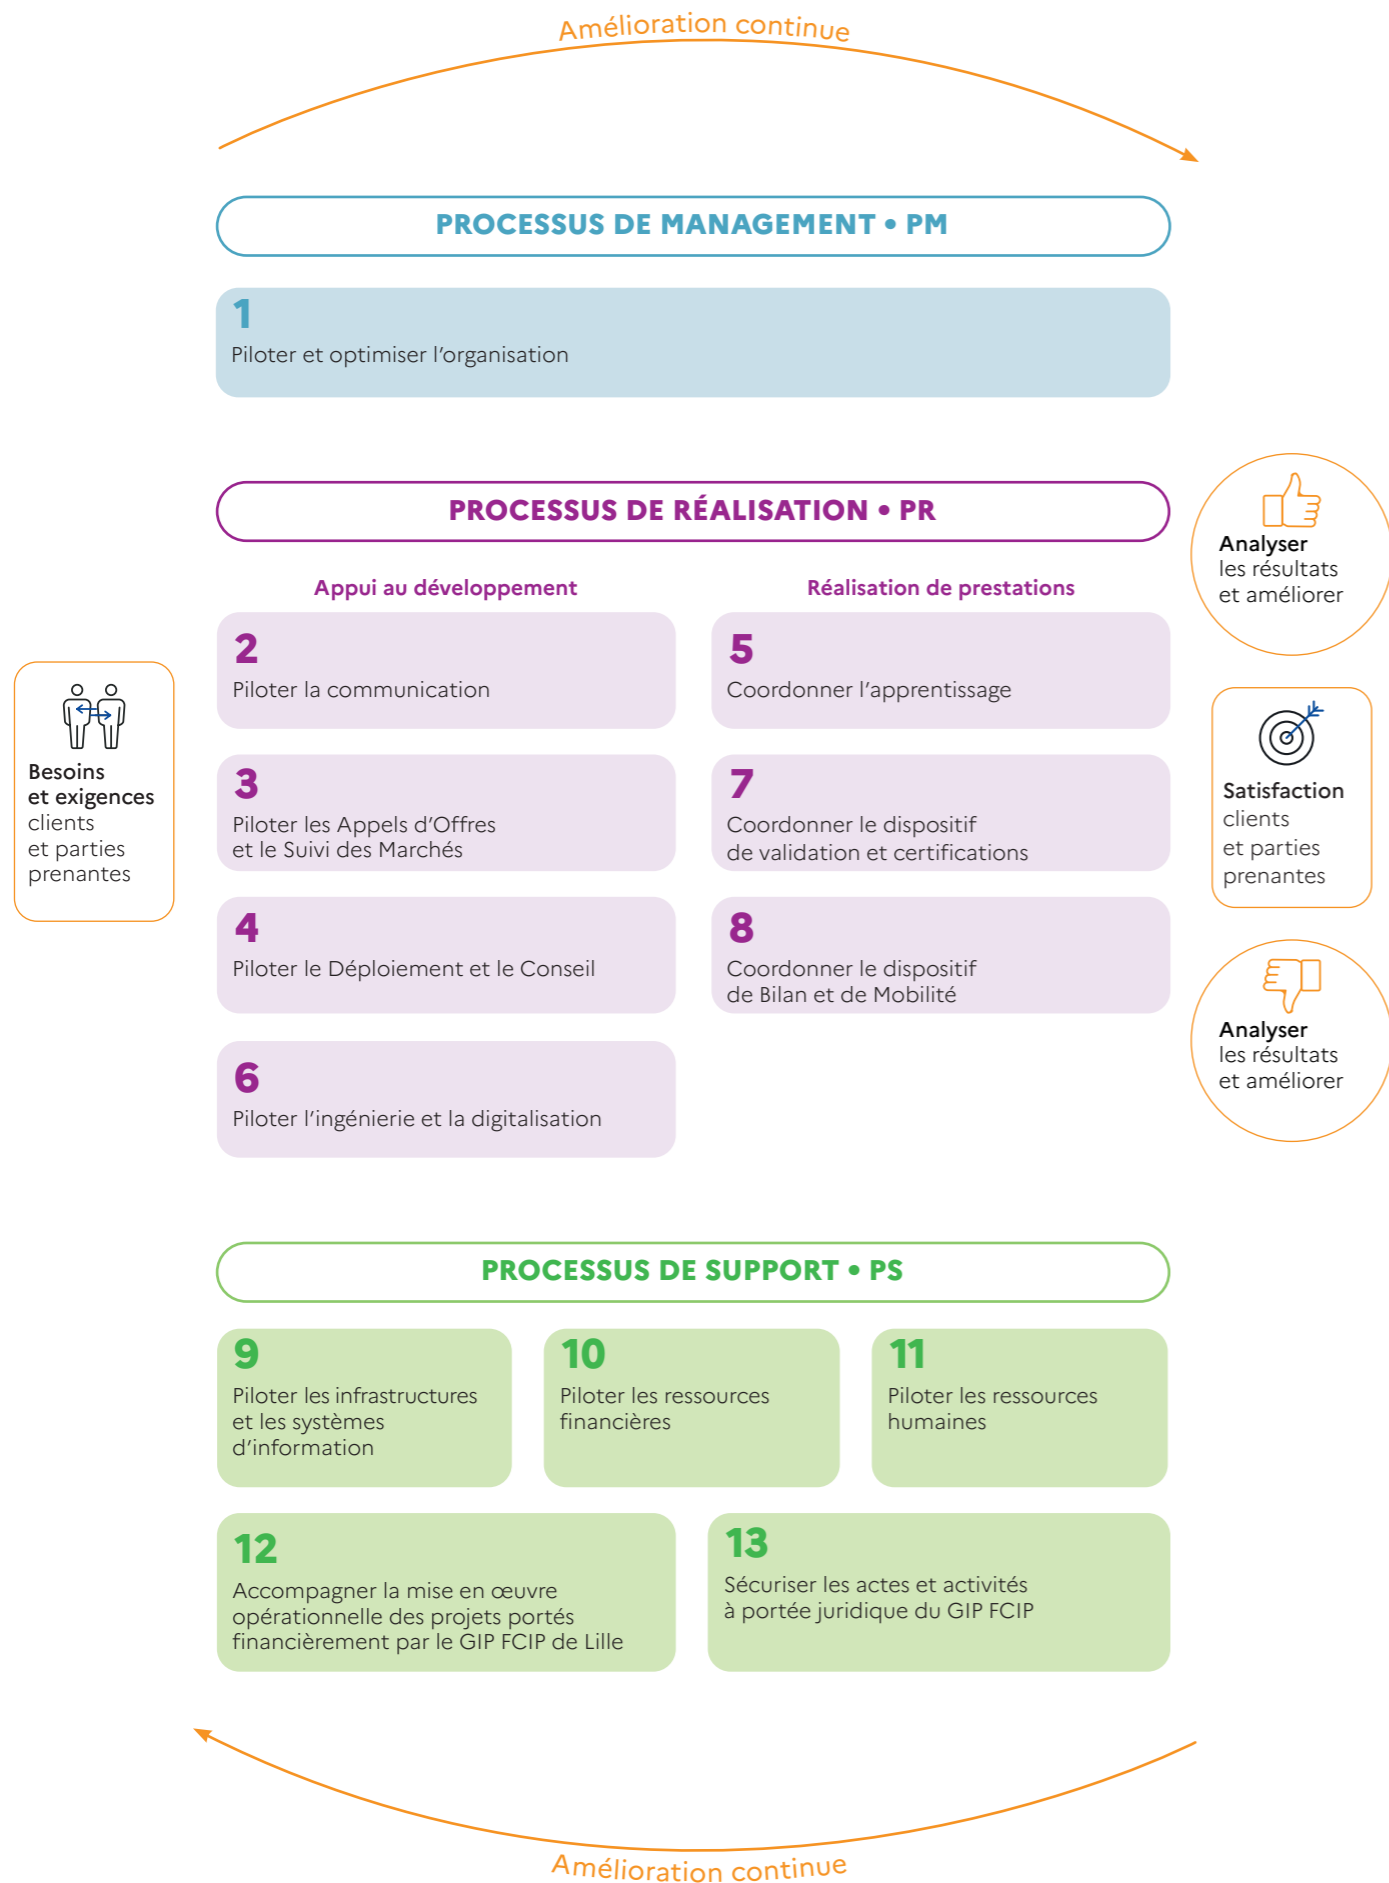 Amélioration continue
PROCESSUS DE MANAGEMENT • PM
1
Piloter et optimiser l'organisation
PROCESSUS DE RÉALISATION • PR
Appui au développement
2
Piloter la communication
3
Piloter les Appels d'Offres
et le Suivi des Marchés
4
Piloter le Déploiement et le Conseil
6
Piloter l'ingénierie et la digitalisation
Réalisation de prestations
5
Coordonner l'apprentissage
7
Coordonner le dispositif
de validation et certifications
8
Coordonner le dispositif
de Bilan et de Mobilité
Besoins
et exigences
clients
et parties
prenantes
Analyser
les résultats
et améliorer
Satisfaction
clients
et parties
prenantes
Analyser
les résultats
et améliorer
PROCESSUS DE SUPPORT • PS
9
Piloter les infrastructures
et les systèmes
d'information
10
Piloter les ressources
financières
11
Piloter les ressources
humaines
12
Accompagner la mise en œuvre
opérationnelle des projets portés
financièrement par le GIP FCIP de Lille
13
Sécuriser les actes et activités
à portée juridique du GIP FCIP
Amélioration continue